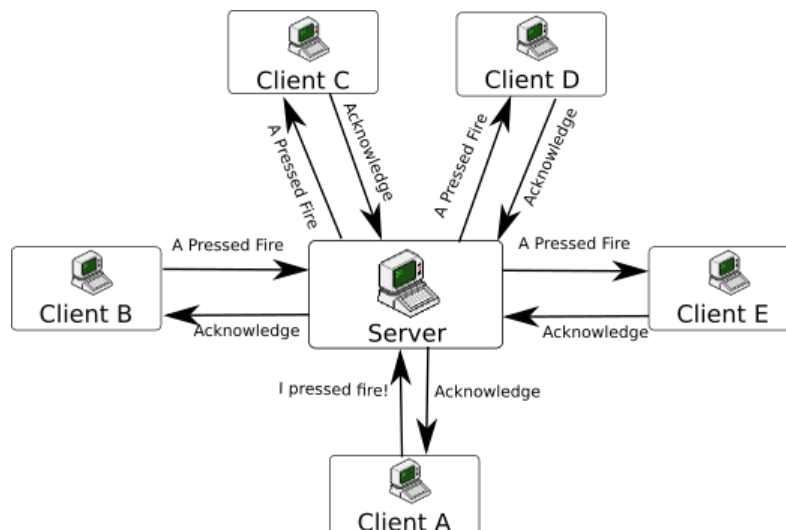 Client C
Client D
A Pressed Fire
Acknowledge
A Pressed Fire
Acknowledge
A Pressed Fire
A Pressed Fire
Client B
Server
Client E
Acknowledge
Acknowledge
I pressed fire!
Acknowledge
Client A